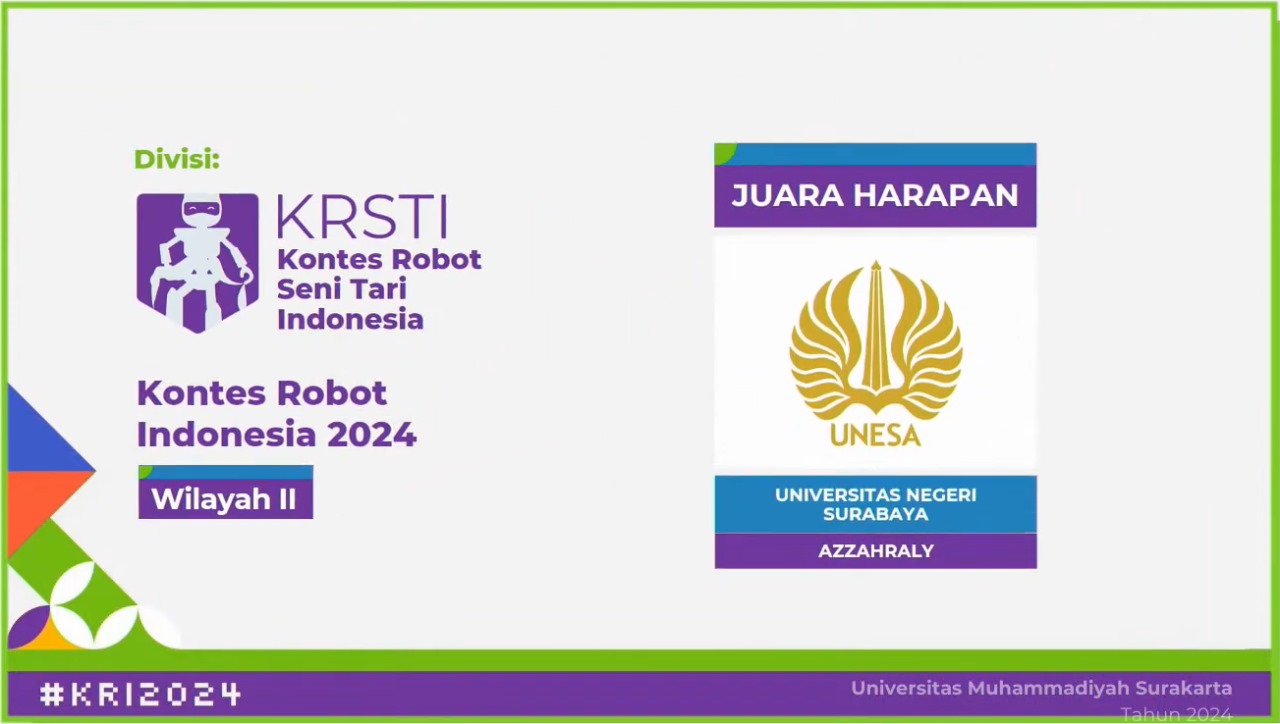 Divisi:
KRSTI
Kontes Robot
Seni Tari
Indonesia
Kontes Robot
Indonesia 2024
Wilayah II
JUARA HARAPAN
UNESA
UNIVERSITAS NEGERI
SURABAYA
AZZAHRALY
#KRI2024
Universitas Muhammadiyah Surakarta
Tahun 2024